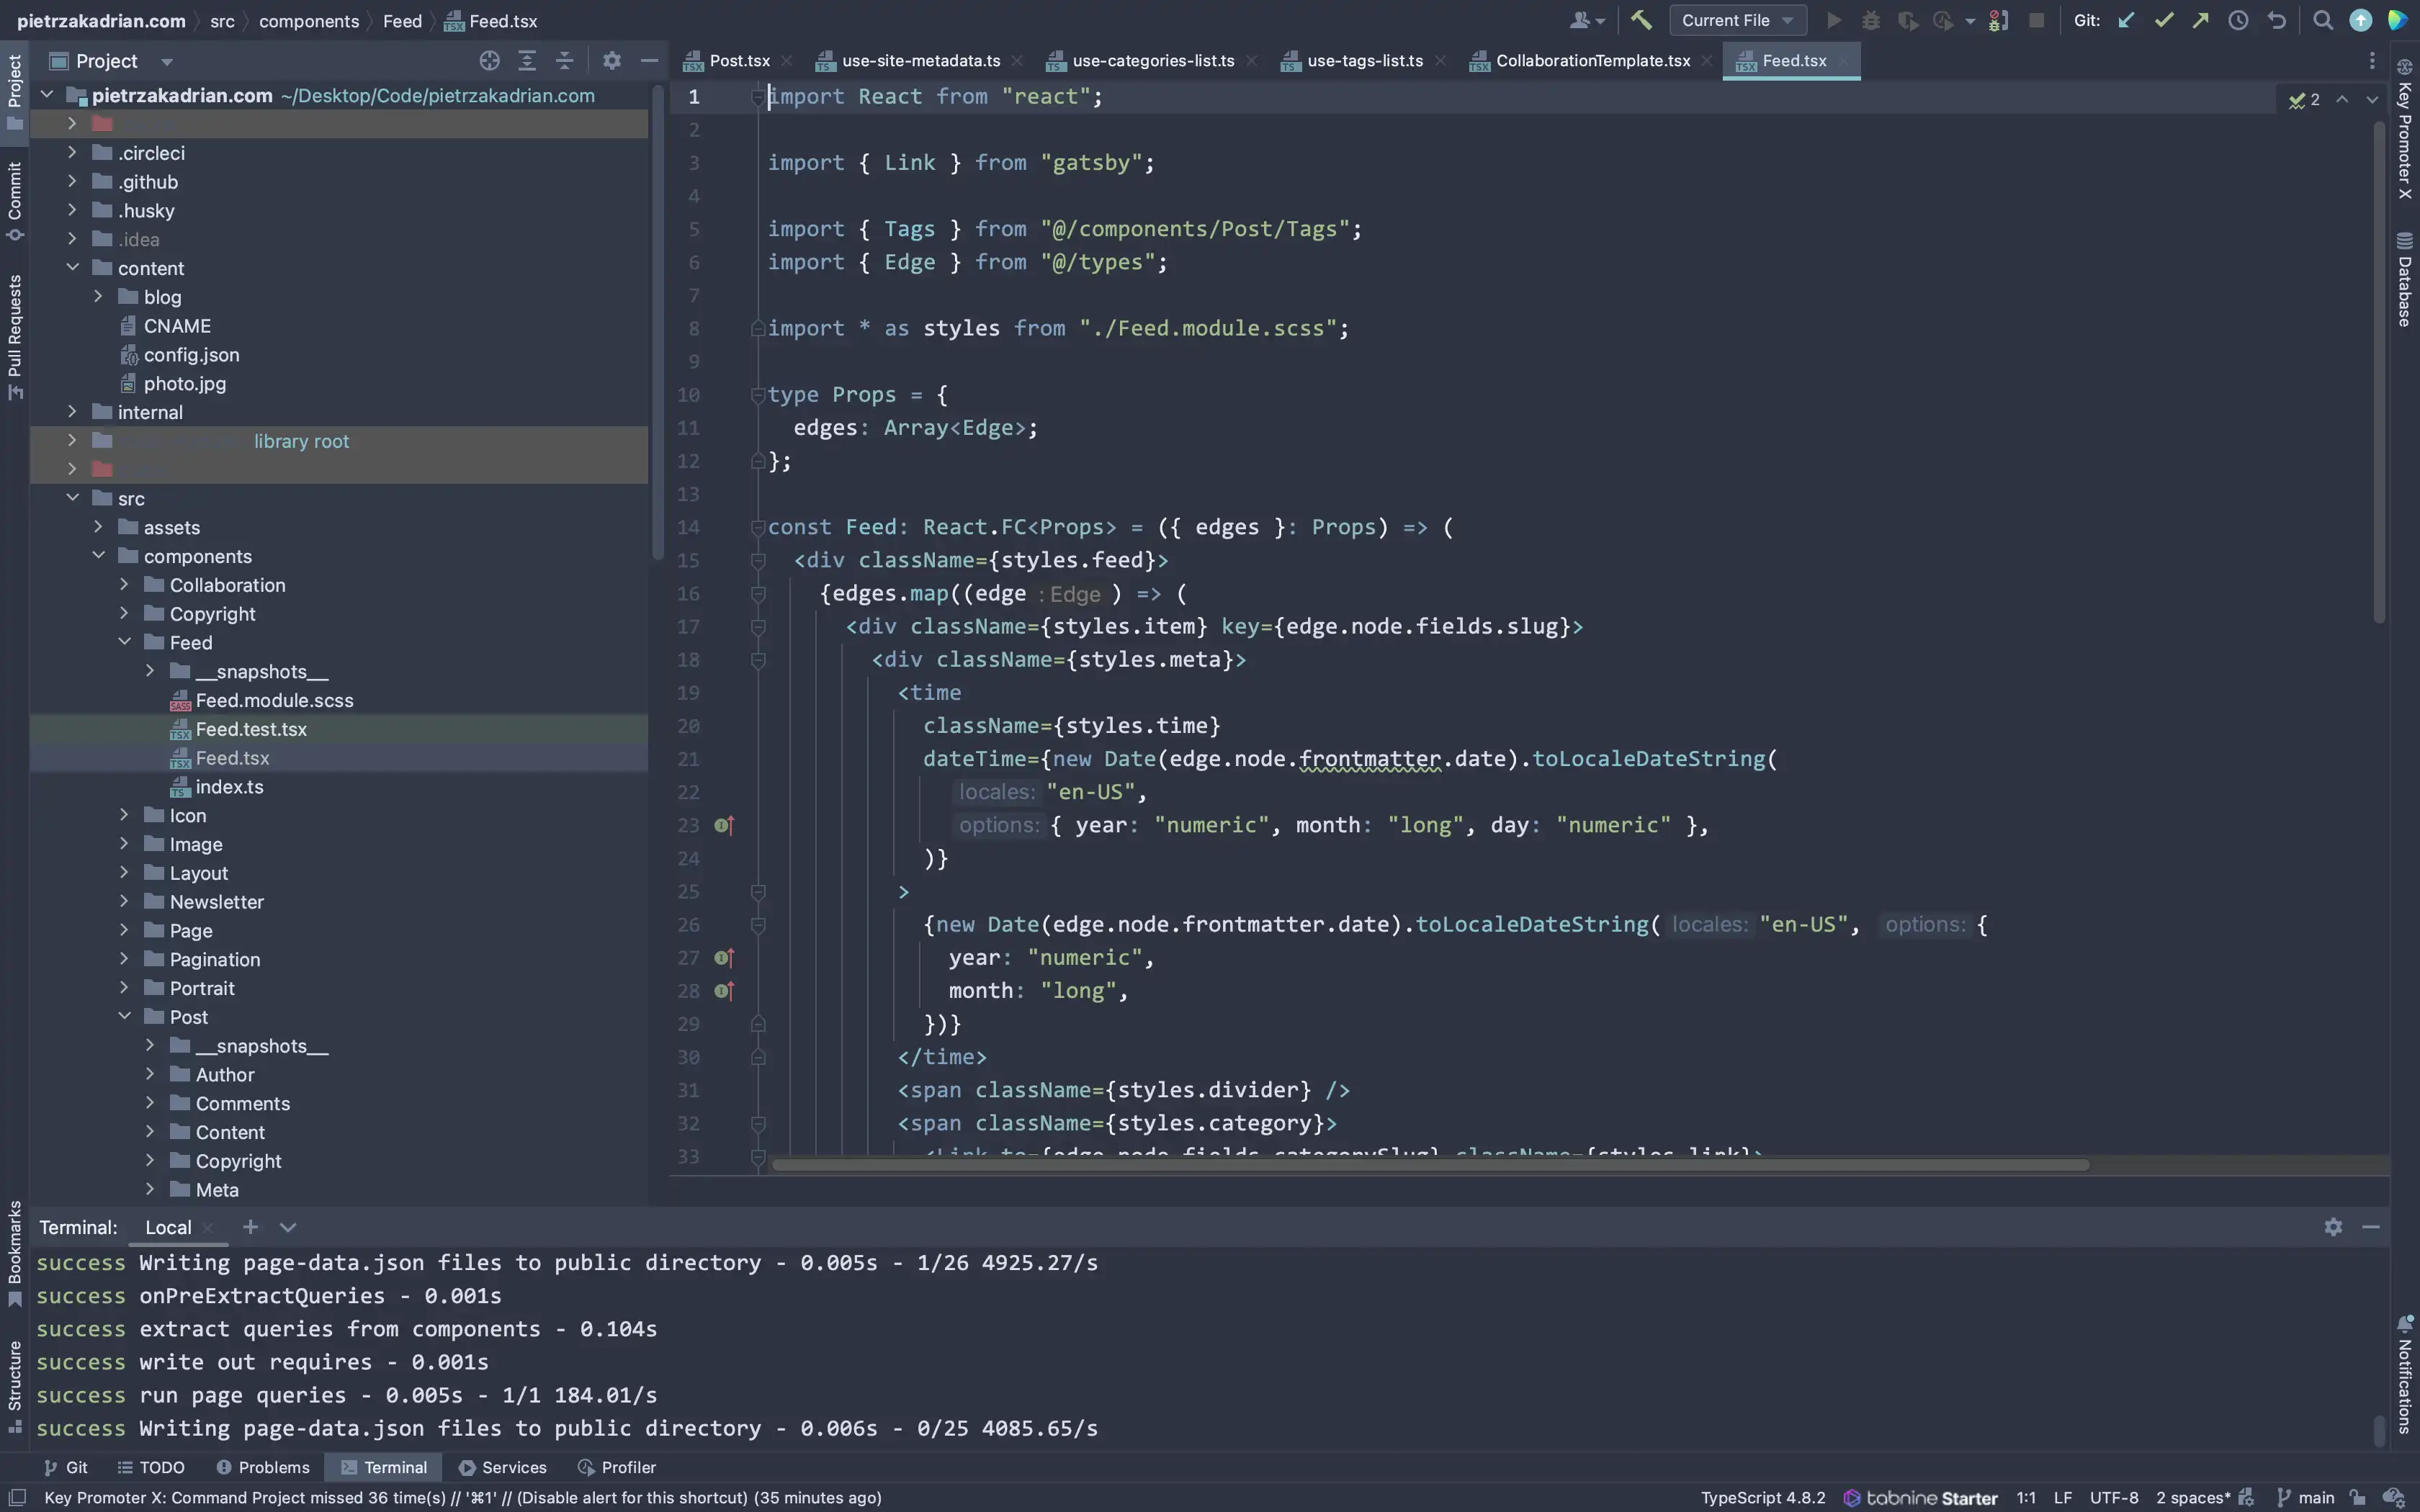 pietrzakadrian.com src components Feed Feed.tsx
Current File
Git:
Project
Post.tsx use-site-metadata.ts use-categories-list.ts use-tags-list.ts CollaborationTemplate.tsx Feed.tsx
Project
Commit
Pull Requests
Bookmarks
Structure
pietrzakadrian.com ~/Desktop/Code/pietrzakadrian.com
.circleci
.github
.husky
.idea
content
blog
CNAME
config.json
photo.jpg
internal
library root
src
assets
components
Collaboration
Copyright
Feed
__snapshots__
Feed.module.scss
Feed.test.tsx
Feed.tsx
index.ts
Icon
Image
Layout
Newsletter
Page
Pagination
Portrait
Post
__snapshots__
Author
Comments
Content
Copyright
Meta
1 import React from "react";
2
3 import { Link } from "gatsby";
4
5 import { Tags } from "@/components/Post/Tags";
6 import { Edge } from "@/types";
7
8 import * as styles from "./Feed.module.scss";
9
10 type Props = {
11 edges: Array<Edge>;
12 };
13
14 const Feed: React.FC<Props> = ({ edges }: Props) => (
15 <div className={styles.feed}>
16 {edges.map((edge : Edge ) => (
17 <div className={styles.item} key={edge.node.fields.slug}>
18 <div className={styles.meta}>
19 <time
20 className={styles.time}
21 dateTime={new Date(edge.node.frontmatter.date).toLocaleDateString(
22 locales: "en-US",
23 options: { year: "numeric", month: "long", day: "numeric" },
24 )}
25 >
26 {new Date(edge.node.frontmatter.date).toLocaleDateString( locales: "en-US", options: {
27 year: "numeric",
28 month: "long",
29 })}
30 </time>
31 <span className={styles.divider} />
32 <span className={styles.category}>
33 <Link to={edge.node.fields.categorySlug} className={styles.link}>
2
Key Promoter X
Database
Notifications
Terminal: Local
success Writing page-data.json files to public directory - 0.005s - 1/26 4925.27/s
success onPreExtractQueries - 0.001s
success extract queries from components - 0.104s
success write out requires - 0.001s
success run page queries - 0.005s - 1/1 184.01/s
success Writing page-data.json files to public directory - 0.006s - 0/25 4085.65/s
Git TODO Problems Terminal Services Profiler
Key Promoter X: Command Project missed 36 time(s) // '⌘1' // (Disable alert for this shortcut) (35 minutes ago)
TypeScript 4.8.2 tabnine Starter 1:1 LF UTF-8 2 spaces* main